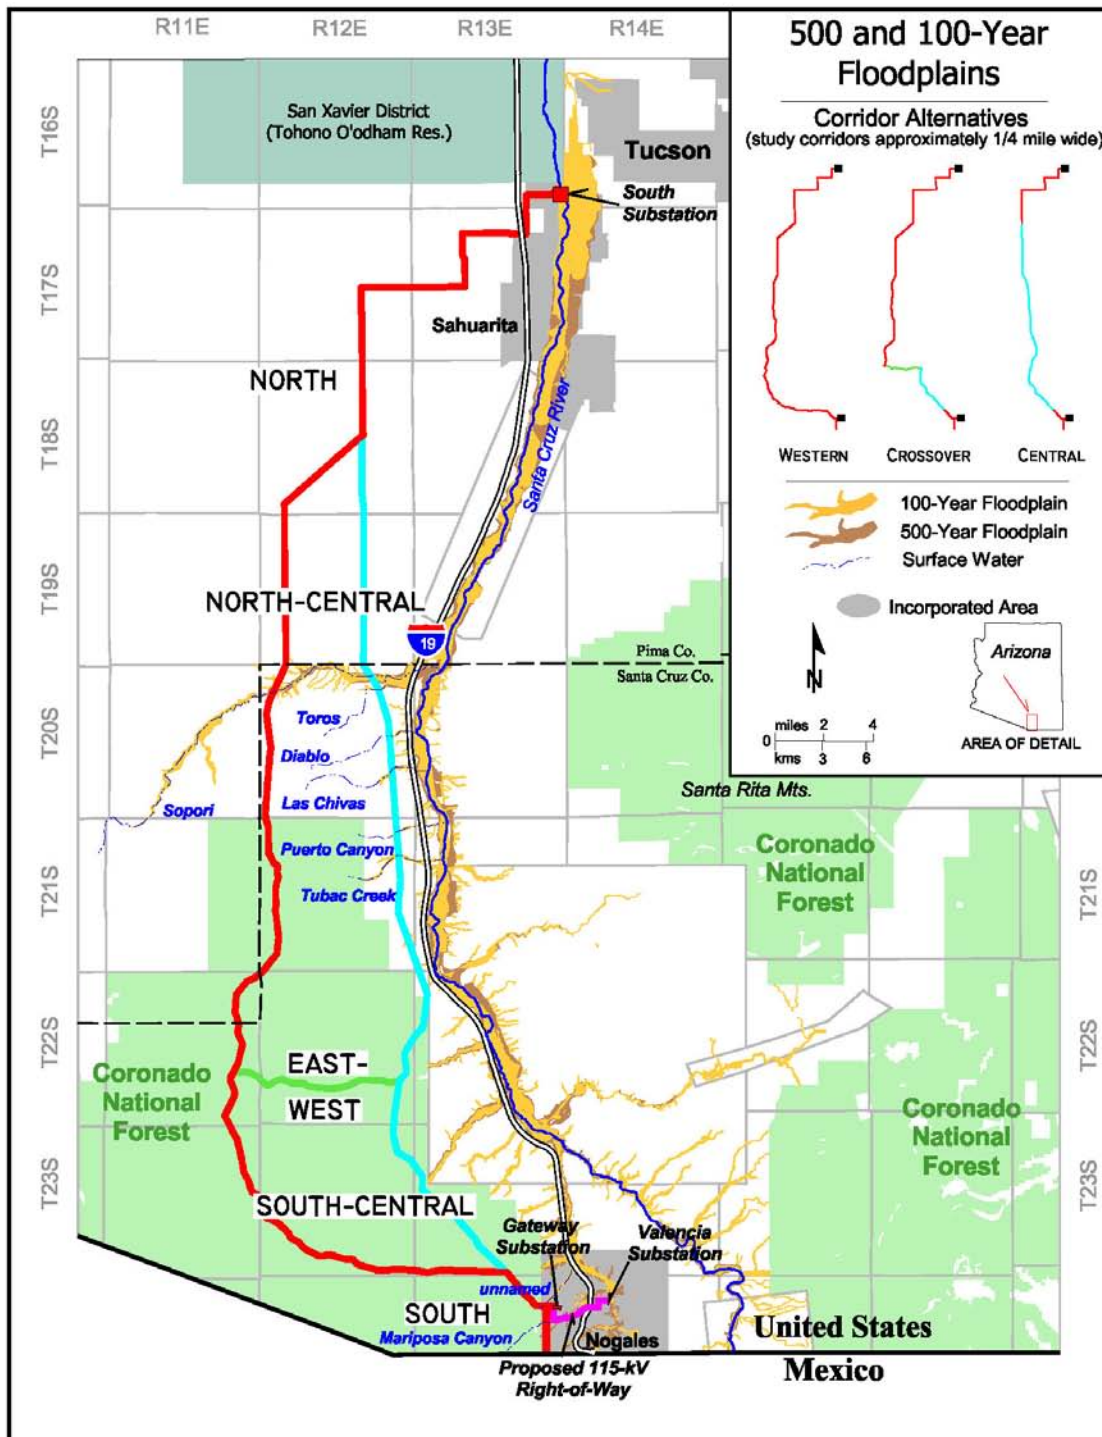 R11E
R12E
R13E
R14E
500 and 100-Year
Floodplains
Corridor Alternatives
(study corridors approximately 1/4 mile wide)
WESTERN
CROSSOVER
CENTRAL
100-Year Floodplain
500-Year Floodplain
Surface Water
Incorporated Area
N
Arizona
miles 2 4
0
kms 3 6
AREA OF DETAIL
T16S
T17S
T18S
T19S
T20S
T21S
T22S
T23S
San Xavier District
(Tohono O'odham Res.)
Tucson
South
Substation
Sahuarita
NORTH
Santa Cruz River
NORTH-CENTRAL
19
Pima Co.
Santa Cruz Co.
Toros
Diablo
Las Chivas
Sopori
Puerto Canyon
Tubac Creek
Santa Rita Mts.
Coronado
National
Forest
T21S
T22S
T23S
EAST-
WEST
Coronado
National
Forest
Coronado
National
Forest
SOUTH-CENTRAL
Gateway
Substation
Valencia
Substation
unnamed
SOUTH
Mariposa Canyon
Nogales
United States
Mexico
Proposed 115-kV
Right-of-Way